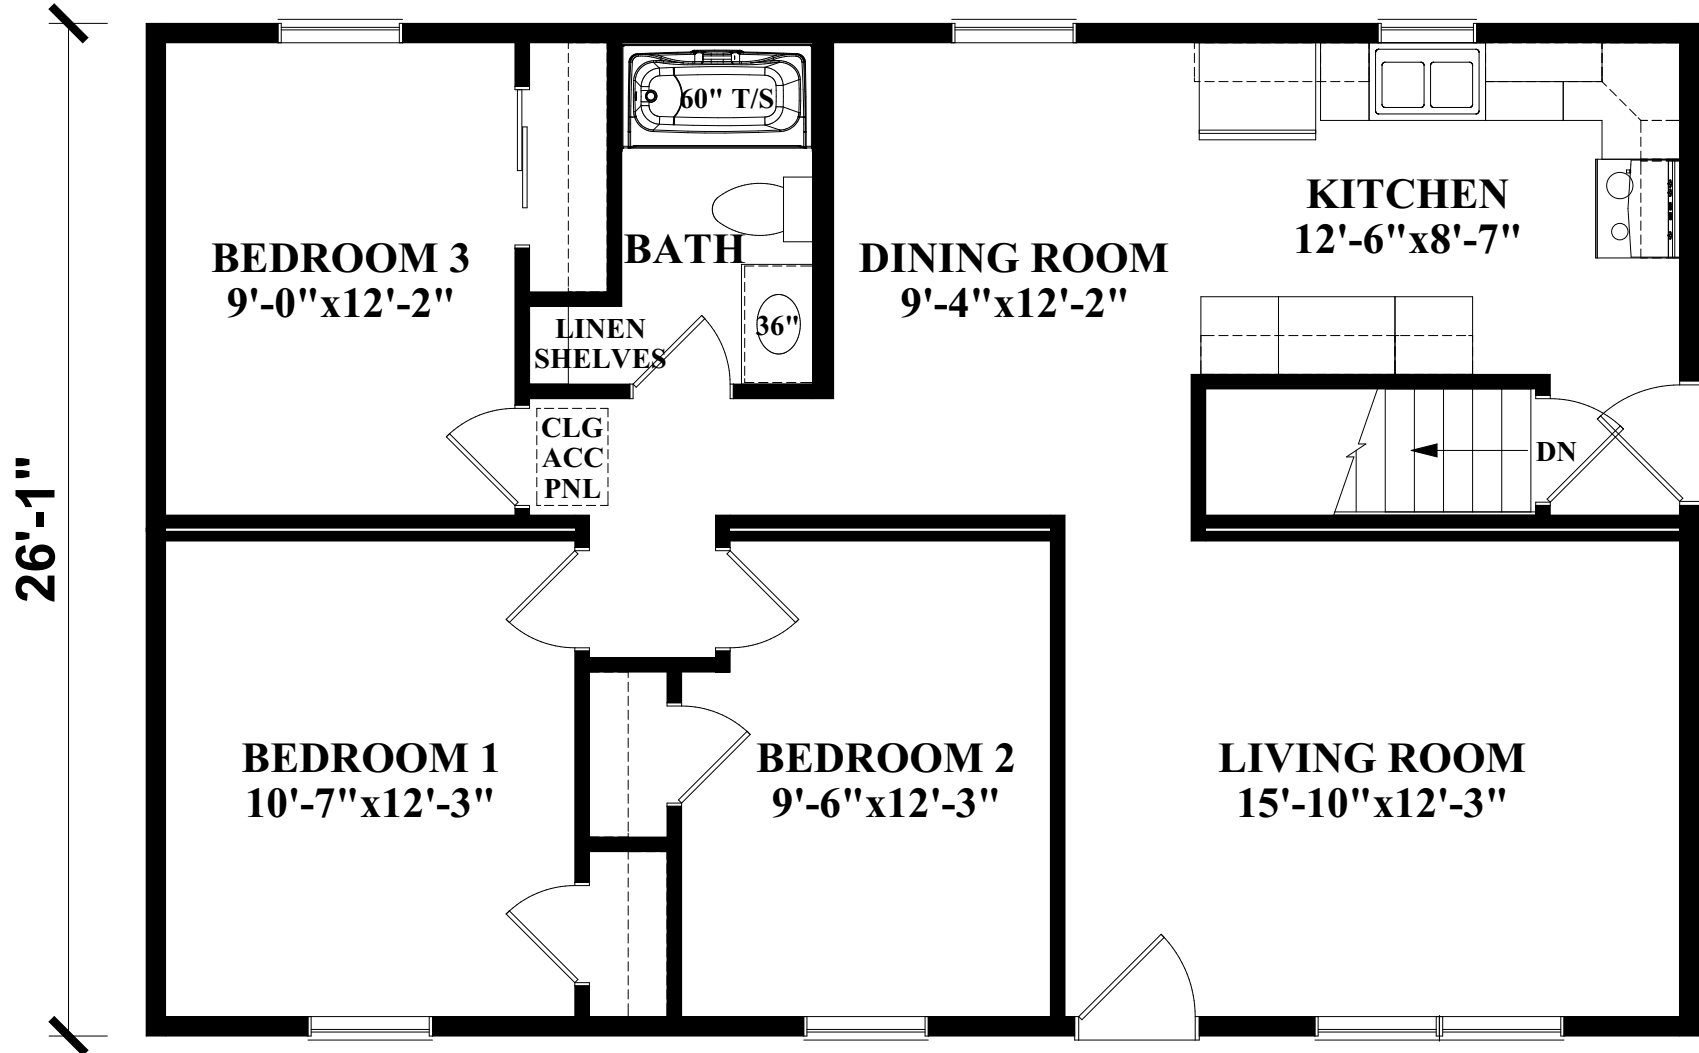 26'-1"
BEDROOM 3
9'-0"x12'-2"
60" T/S
BATH
36"
LINEN
SHELVES
CLG
ACC
PNL
DINING ROOM
9'-4"x12'-2"
KITCHEN
12'-6"x8'-7"
DN
BEDROOM 1
10'-7"x12'-3"
BEDROOM 2
9'-6"x12'-3"
LIVING ROOM
15'-10"x12'-3"